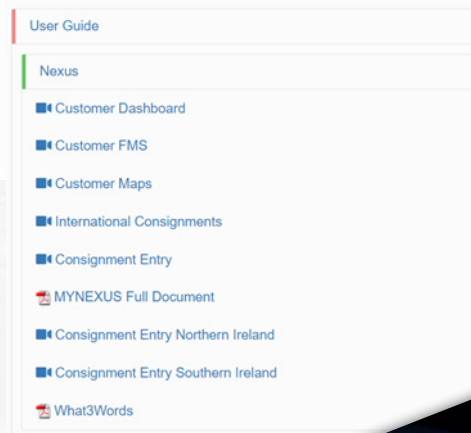 User Guide
Nexus
Customer Dashboard
Customer FMS
Customer Maps
International Consignments
Consignment Entry
MYNEXUS Full Document
Consignment Entry Northern Ireland
Consignment Entry Southern Ireland
What3Words